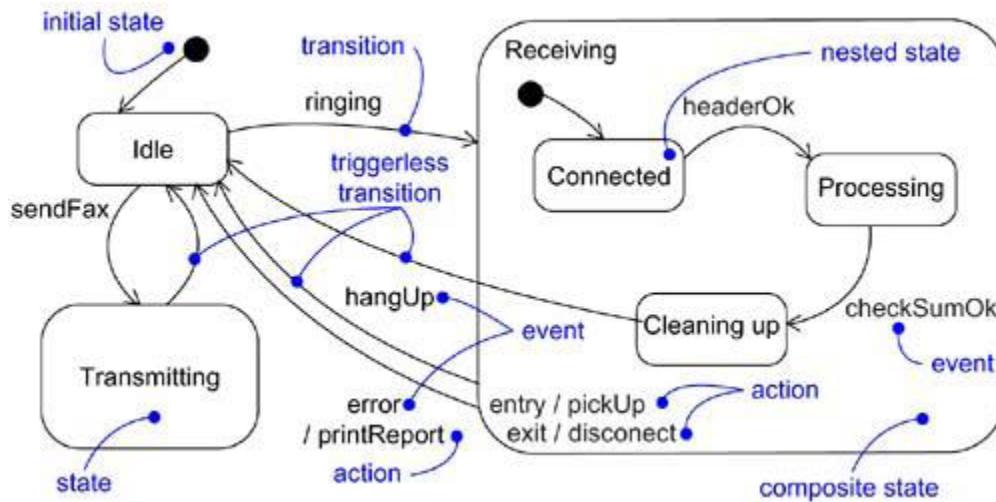 initial state
transition
Receiving
nested state
ringing
headerOk
Idle
triggerless
transition
Connected
Processing
sendFax
hangUp
Cleaning up
checkSumOk
event
event
Transmitting
error
/ printReport
entry / pickUp
exit / disconect
action
state
action
composite state